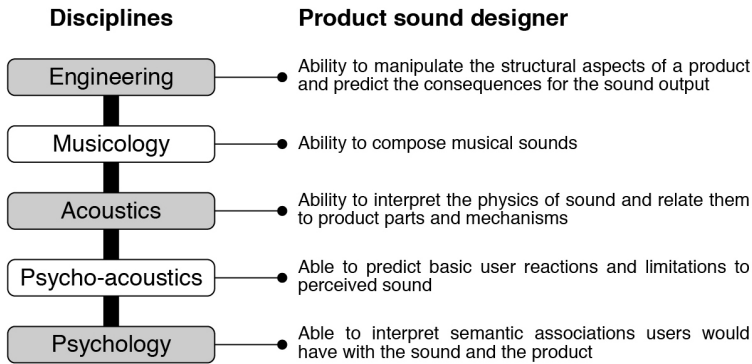 Disciplines
Product sound designer
Engineering
Ability to manipulate the structural aspects of a product
and predict the consequences for the sound output
Musicology
Ability to compose musical sounds
Acoustics
Ability to interpret the physics of sound and relate them
to product parts and mechanisms
Psycho-acoustics
Able to predict basic user reactions and limitations to
perceived sound
Psychology
Able to interpret semantic associations users would
have with the sound and the product